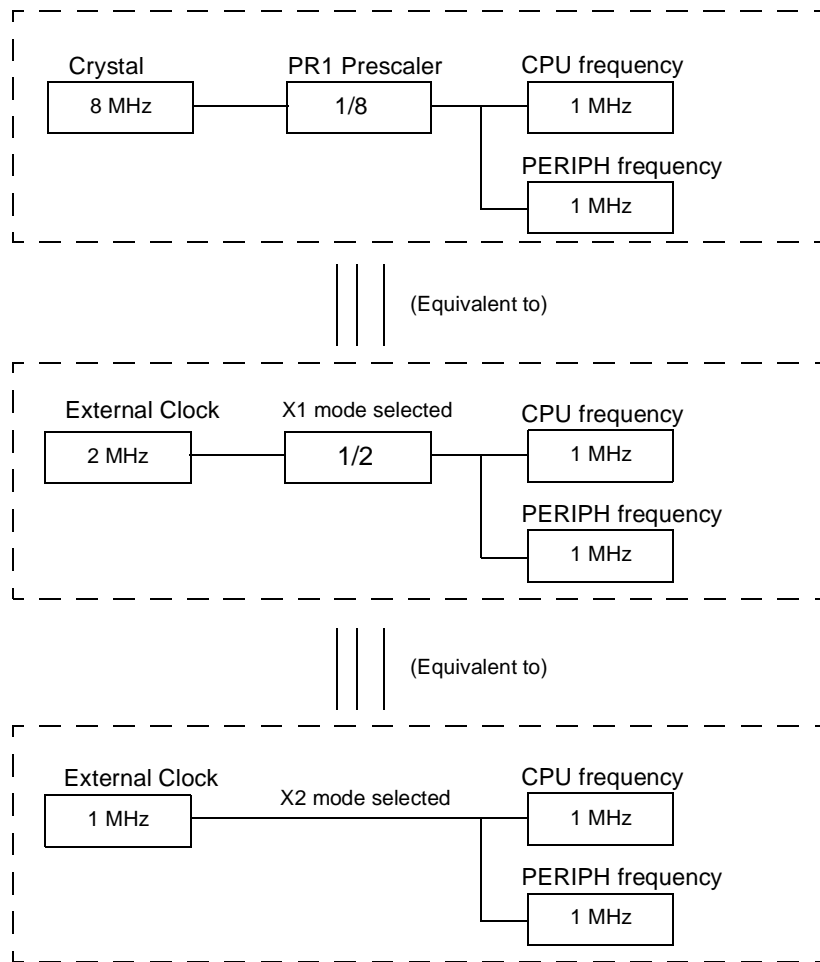 Crystal PR1 Prescaler CPU frequency
8 MHz 1/8 1 MHz
PERIPH frequency
1 MHz
(Equivalent to)
External Clock X1 mode selected CPU frequency
2 MHz 1/2 1 MHz
PERIPH frequency
1 MHz
(Equivalent to)
External Clock X2 mode selected CPU frequency
1 MHz 1 MHz
PERIPH frequency
1 MHz